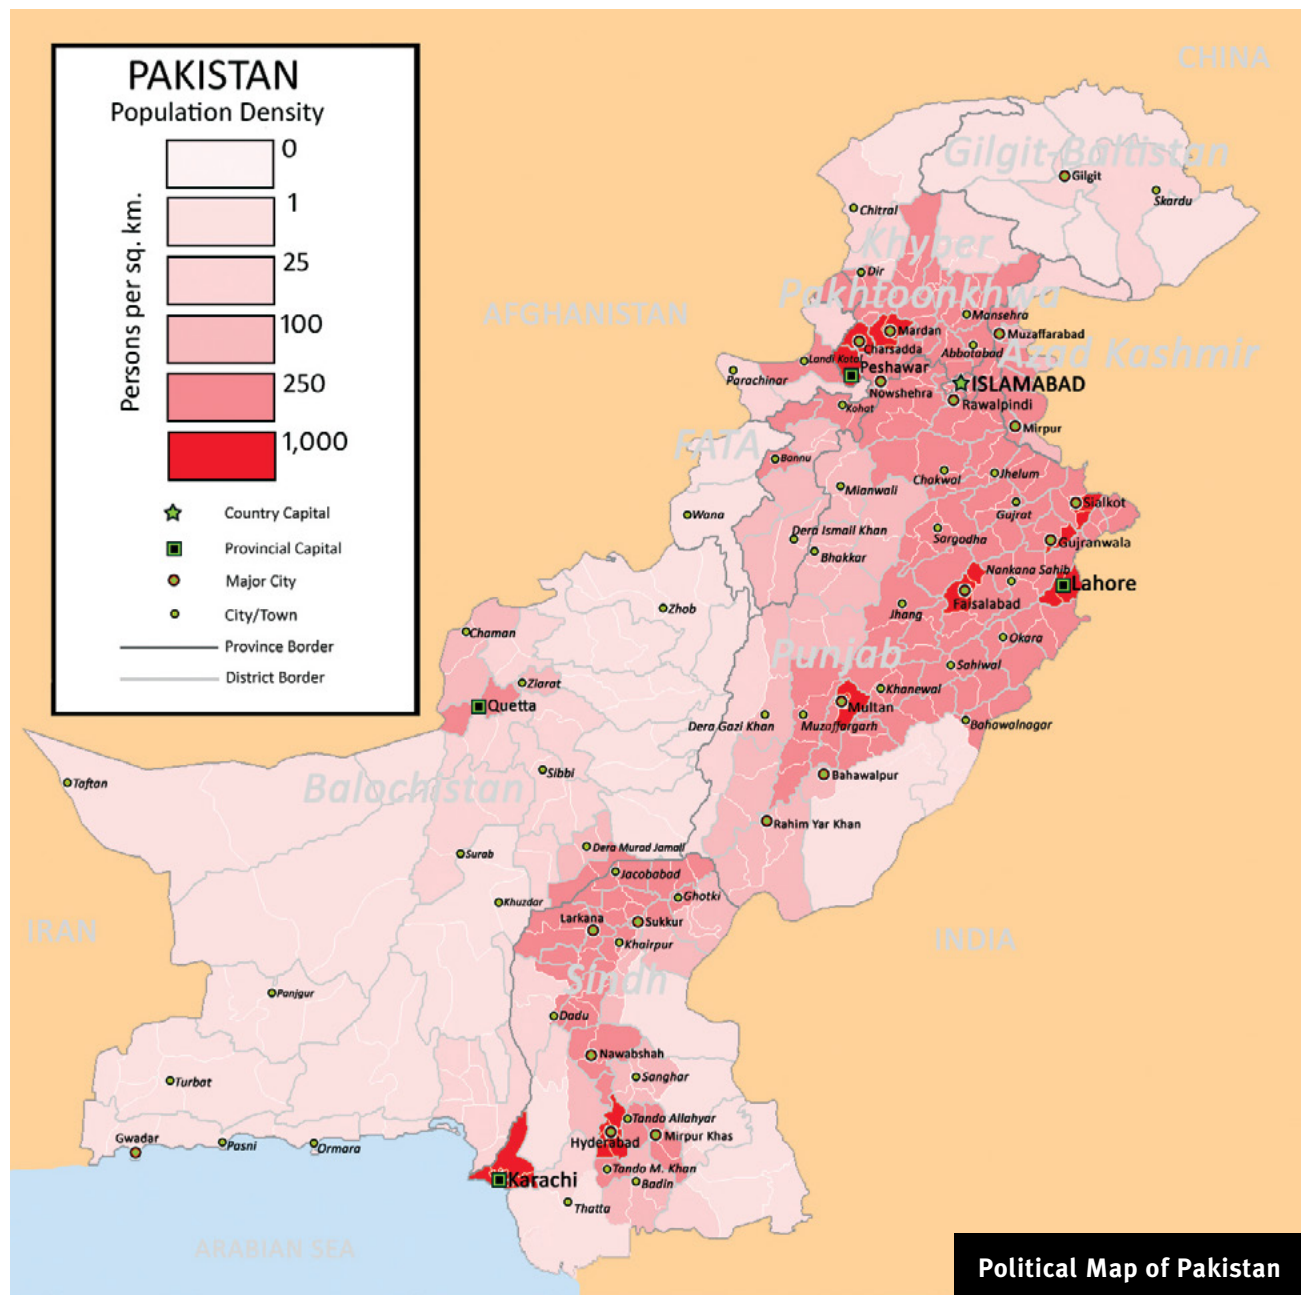 PAKISTAN
Population Density
Persons per sq. km.
0
1
25
100
250
1,000
Country Capital
Provincial Capital
Major City
City/Town
Province Border
District Border
CHINA
Gilgit-Baltistan
Gilgit
Skardu
Chitral
Khyber
Pakhtoonkhwa
Dir
AFGHANISTAN
Mansehra
Mardan
Muzaffarabad
Charsadda
Abbotabad
Azad Kashmir
Landi Kotal
Peshawar
Parachinar
ISLAMABAD
Nowshehra
Rawalpindi
Kohat
Mirpur
FATA
Bannu
Chakwal
Jhelum
Mianwali
Wana
Gujrat
Sialkot
Dera Ismail Khan
Sargodha
Gujranwala
Bhakkar
Nankana Sahib
Lahore
Faisalabad
Zhob
Jhang
Chaman
Okara
Punjab
Sahiwal
Ziarat
Khanewal
Quetta
Multan
Dera Gazi Khan
Muzaffargarh
Bahawalnagar
Taftan
Balochistan
Sibbi
Bahawalpur
Rahim Yar Khan
Surab
Dera Murad Jamali
Jacobabad
Khuzdar
Ghotki
Larkana
Sukkur
IRAN
INDIA
Khairpur
Sindh
Panjgur
Dadu
Nawabshah
Turbat
Sanghar
Tando Allahyar
Gwadar
Pasni
Ormara
Hyderabad
Mirpur Khas
Karachi
Tando M. Khan
Badin
Thatta
ARABIAN SEA
Political Map of Pakistan